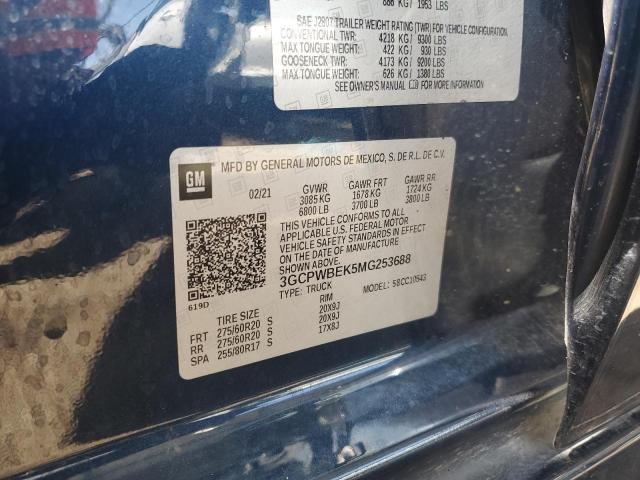 886 KG/ 1953 LBS
SAE J2807 TRAILER WEIGHT RATING (TWR) FOR VEHICLE CONFIGURATION.
CONVENTIONAL TWR: 4218 KG / 9300 LBS
MAX TONGUE WEIGHT: 422 KG / 930 LBS
GOOSENECK TWR: 4173 KG / 9200 LBS
MAX TONGUE WEIGHT: 626 KG / 1380 LBS
SEE OWNER'S MANUAL FOR MORE INFORMATION
GM MFD BY GENERAL MOTORS DE MEXICO, S. DE R.L. DE C.V.
02/21 GVWR GAWR FRT GAWR RR
3085 KG 1678 KG 1724 KG
6800 LB 3700 LB 3800 LB
THIS VEHICLE CONFORMS TO ALL APPLICABLE
U.S. FEDERAL MOTOR VEHICLE SAFETY STANDARDS IN EFFECT ON
THE DATE OF MANUFACTURE
3GCPWBEK5MG253688
TYPE: TRUCK MODEL: 58CC10543
619D
TIRE SIZE RIM
FRT 275/60R20 S 20X9J
RR 275/60R20 S 20X9J
SPA 255/80R17 S 17X8J